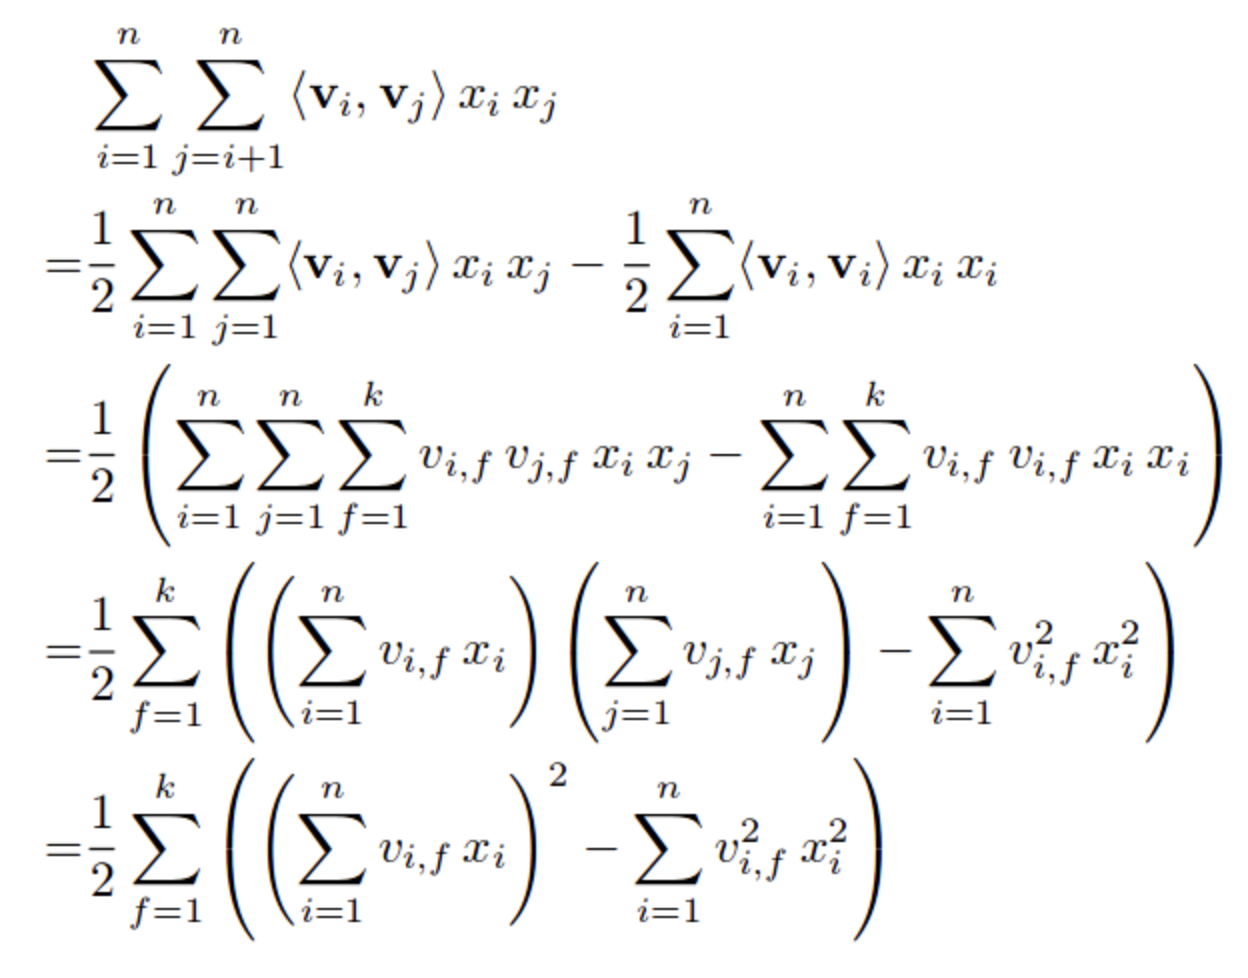 \sum_{i=1}^{n} \sum_{j=i+1}^{n} \langle \mathbf{v}_i, \mathbf{v}_j \rangle \, x_i \, x_j
= \frac{1}{2} \sum_{i=1}^{n} \sum_{j=1}^{n} \langle \mathbf{v}_i, \mathbf{v}_j \rangle \, x_i \, x_j - \frac{1}{2} \sum_{i=1}^{n} \langle \mathbf{v}_i, \mathbf{v}_i \rangle \, x_i \, x_i
= \frac{1}{2} \left( \sum_{i=1}^{n} \sum_{j=1}^{n} \sum_{f=1}^{k} v_{i,f} \, v_{j,f} \, x_i \, x_j - \sum_{i=1}^{n} \sum_{f=1}^{k} v_{i,f} \, v_{i,f} \, x_i \, x_i \right)
= \frac{1}{2} \sum_{f=1}^{k} \left( \left( \sum_{i=1}^{n} v_{i,f} \, x_i \right) \left( \sum_{j=1}^{n} v_{j,f} \, x_j \right) - \sum_{i=1}^{n} v_{i,f}^2 \, x_i^2 \right)
= \frac{1}{2} \sum_{f=1}^{k} \left( \left( \sum_{i=1}^{n} v_{i,f} \, x_i \right)^2 - \sum_{i=1}^{n} v_{i,f}^2 \, x_i^2 \right)